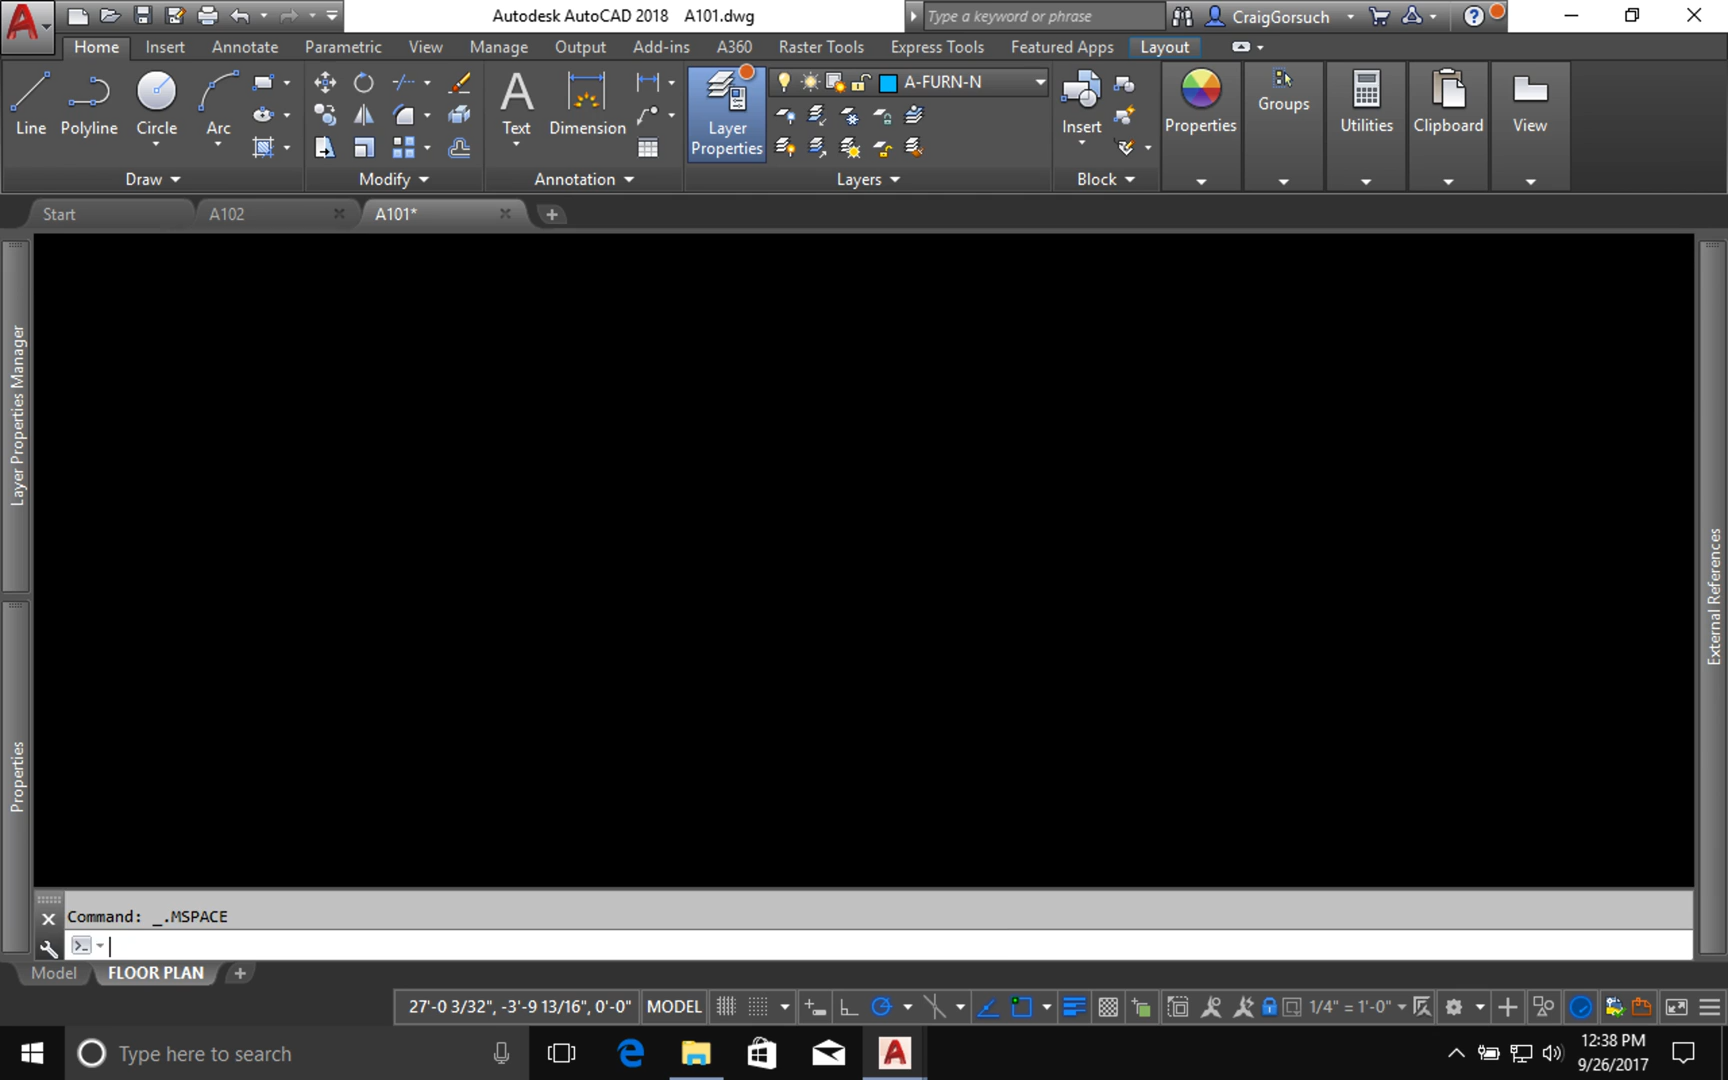 Autodesk AutoCAD 2018 A101.dwg
Type a keyword or phrase
CraigGorsuch
Home Insert Annotate Parametric View Manage Output Add-ins A360 Raster Tools Express Tools Featured Apps Layout
A-FURN-N
Line Polyline Circle Arc
Text Dimension
Layer Properties
Insert
Properties
Groups
Utilities
Clipboard
View
Draw Modify Annotation Layers Block
Start A102 A101*
Layer Properties Manager
Properties
External References
Command: _.MSPACE
Model FLOOR PLAN
27'-0 3/32", -3'-9 13/16", 0'-0" MODEL 1/4" = 1'-0"
Type here to search
12:38 PM
9/26/2017